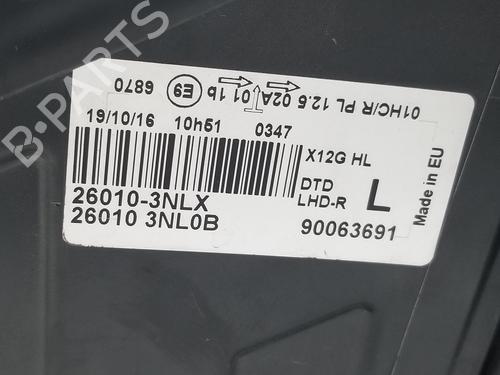 B-PARTS
01HC/R PL 12.5 02A 01 1b E9 6870
19/10/16 10h51 0347
X12G HL
DTD
LHD-R L
26010-3NLX
26010 3NL0B
90063691
Made in EU